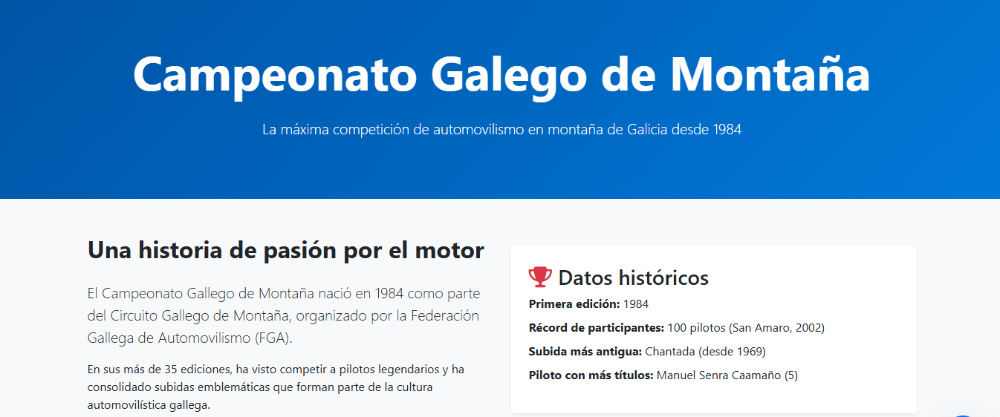 Campeonato Galego de Montaña
La máxima competición de automovilismo en montaña de Galicia desde 1984
Una historia de pasión por el motor
El Campeonato Gallego de Montaña nació en 1984 como parte
del Circuito Gallego de Montaña, organizado por la Federación
Gallega de Automovilismo (FGA).
En sus más de 35 ediciones, ha visto competir a pilotos legendarios y ha
consolidado subidas emblemáticas que forman parte de la cultura
automovilística gallega.
Datos históricos
Primera edición: 1984
Récord de participantes: 100 pilotos (San Amaro, 2002)
Subida más antigua: Chantada (desde 1969)
Piloto con más títulos: Manuel Senra Caamaño (5)